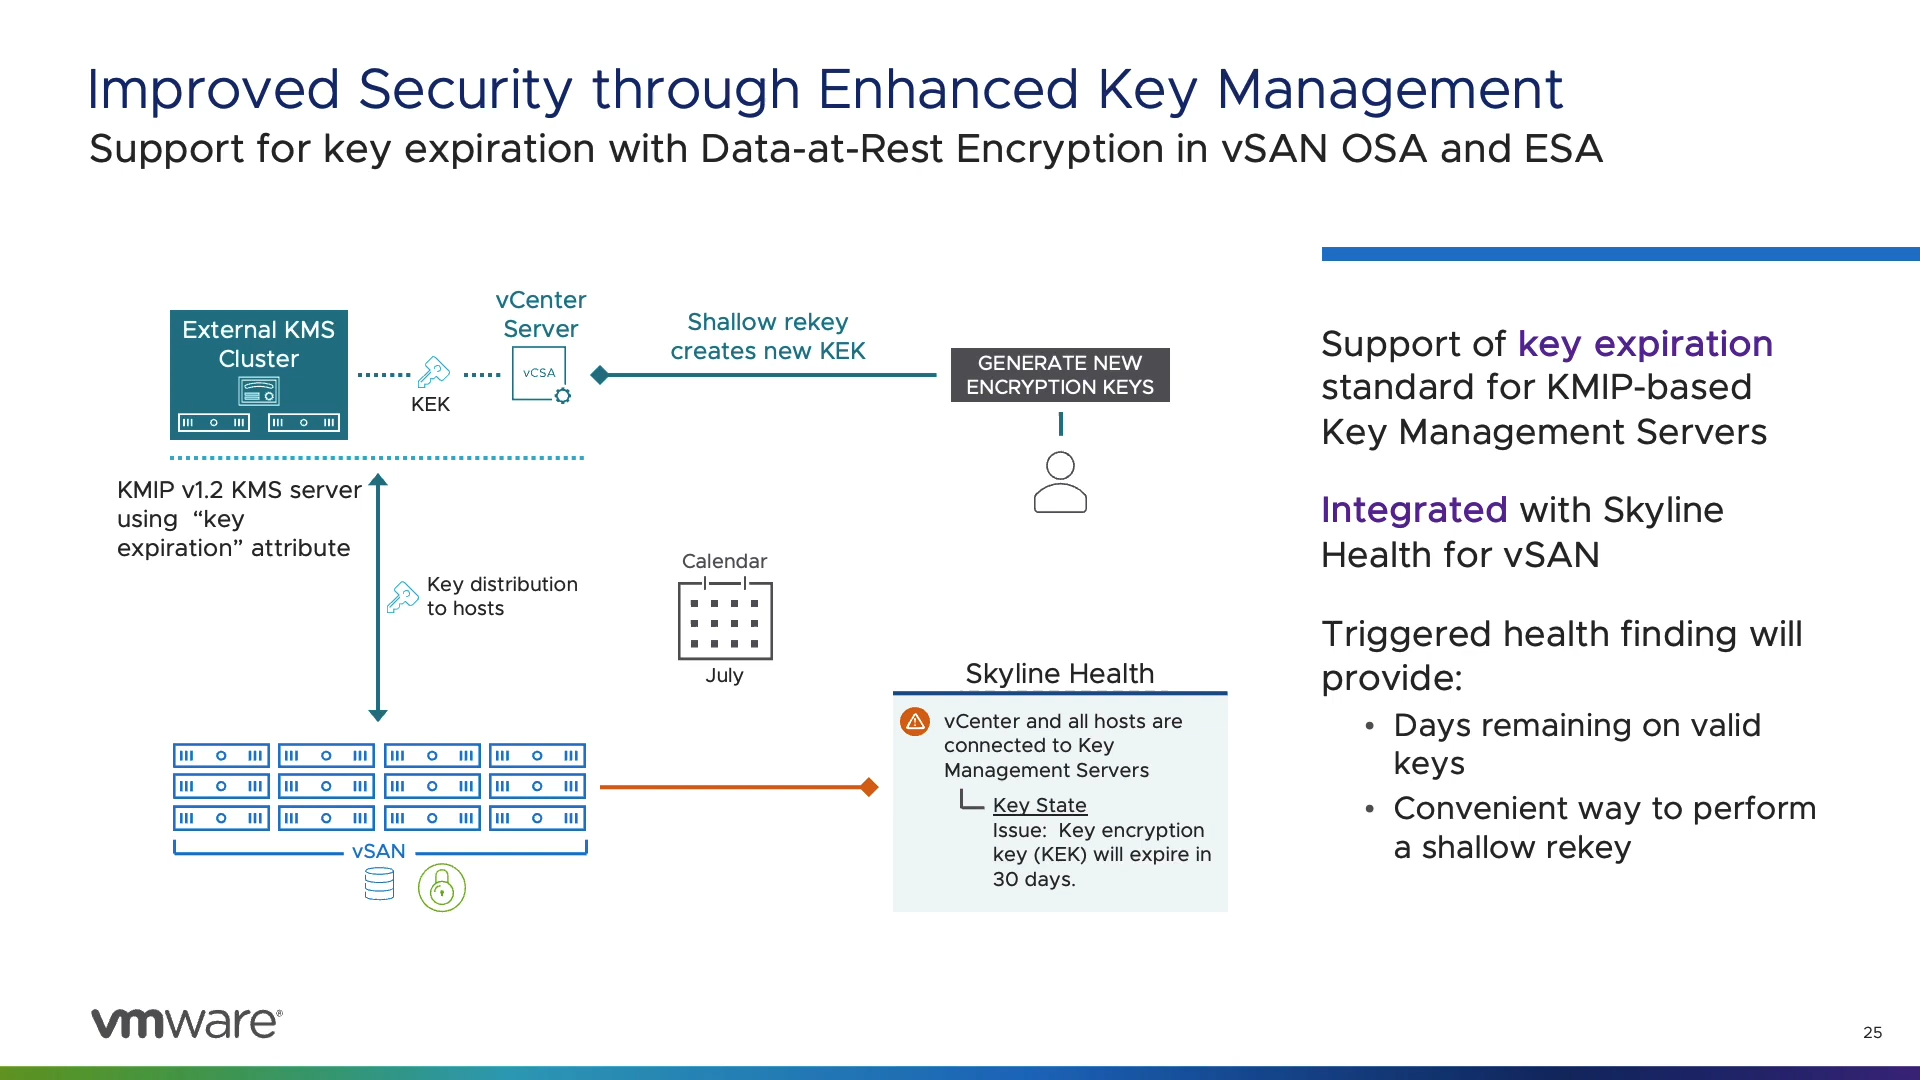 Improved Security through Enhanced Key Management
Support for key expiration with Data-at-Rest Encryption in vSAN OSA and ESA
External KMS
Cluster
KEK
vCenter
Server
vCSA
Shallow rekey
creates new KEK
GENERATE NEW
ENCRYPTION KEYS
KMIP v1.2 KMS server
using “key
expiration” attribute
Key distribution
to hosts
Calendar
July
vSAN
Skyline Health
vCenter and all hosts are
connected to Key
Management Servers
Key State
Issue: Key encryption
key (KEK) will expire in
30 days.
Support of key expiration
standard for KMIP-based
Key Management Servers
Integrated with Skyline
Health for vSAN
Triggered health finding will
provide:
• Days remaining on valid
keys
• Convenient way to perform
a shallow rekey
vmware®
25